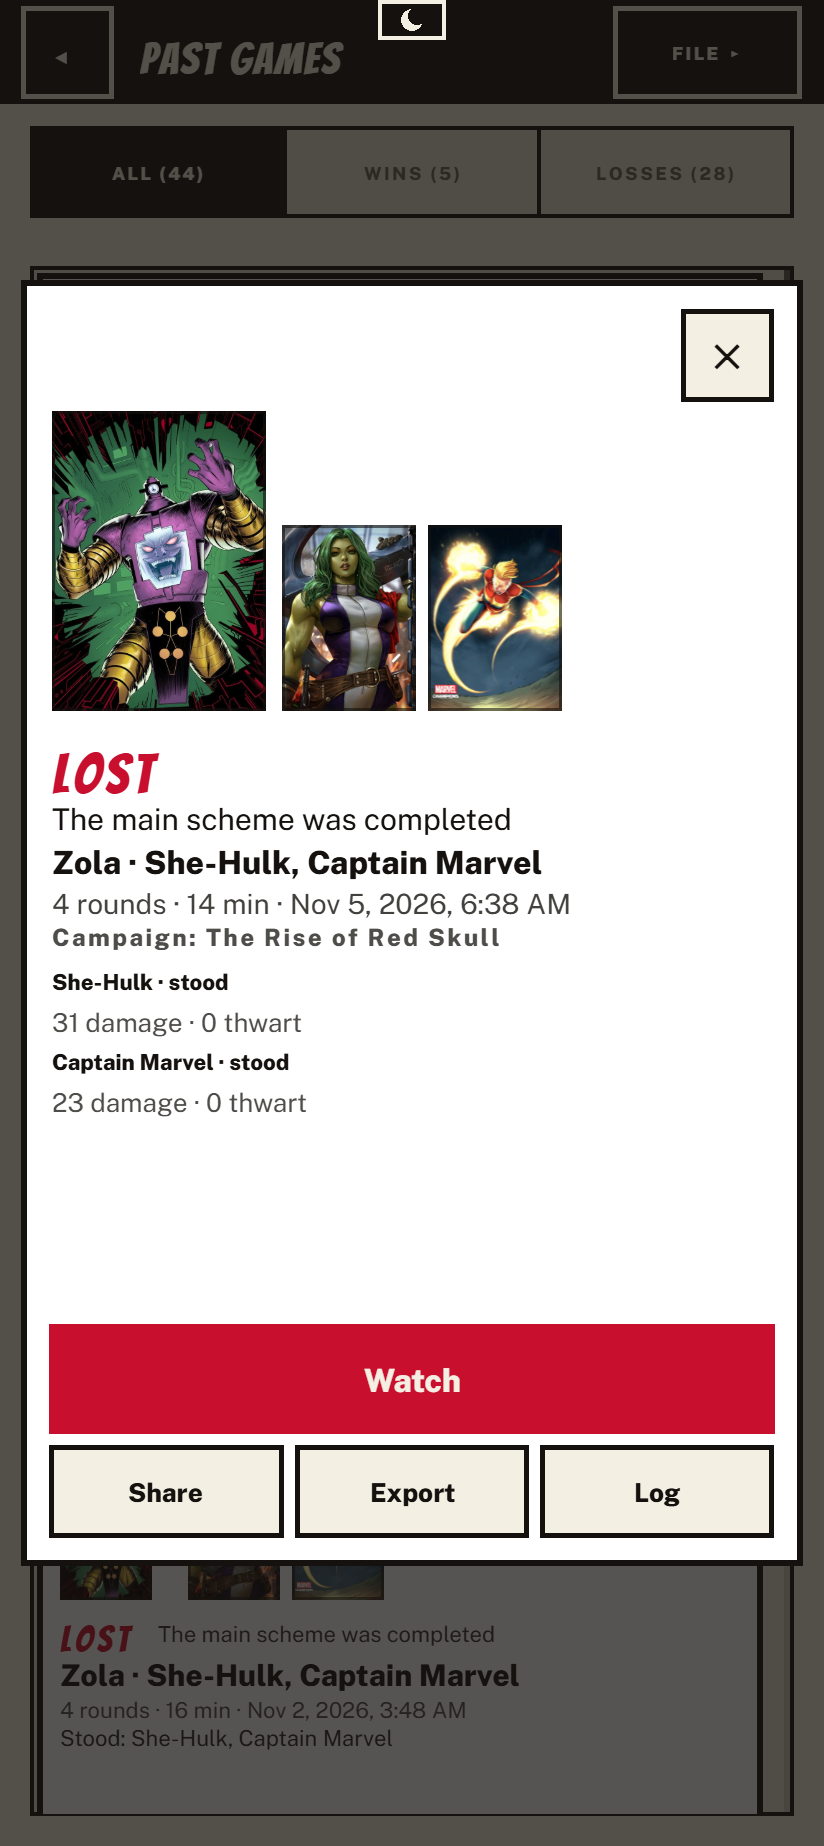 PAST GAMES
FILE ▸
ALL (44)
WINS (5)
LOSSES (28)
LOST
The main scheme was completed
Zola · She-Hulk, Captain Marvel
4 rounds · 14 min · Nov 5, 2026, 6:38 AM
Campaign: The Rise of Red Skull
She-Hulk · stood
31 damage · 0 thwart
Captain Marvel · stood
23 damage · 0 thwart
Watch
Share
Export
Log
LOST The main scheme was completed
Zola · She-Hulk, Captain Marvel
4 rounds · 16 min · Nov 2, 2026, 3:48 AM
Stood: She-Hulk, Captain Marvel